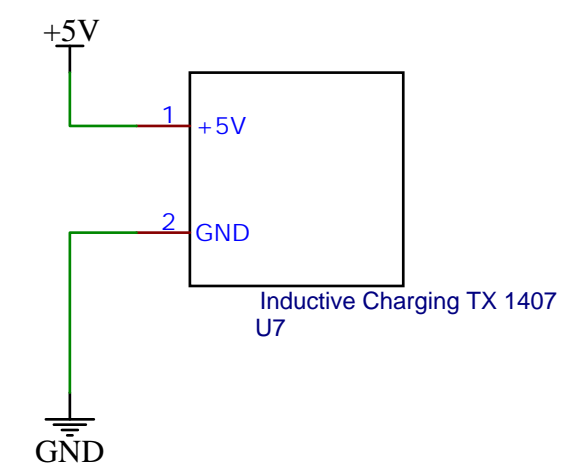 +5V
1
+5V
2
GND
Inductive Charging TX 1407
U7
GND